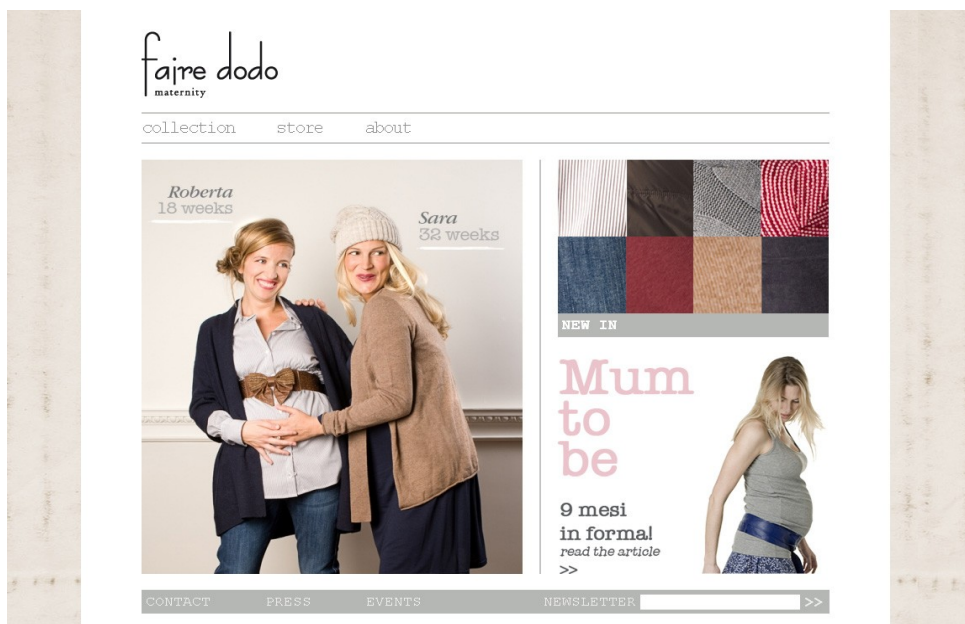 faire dodo
maternity
collection store about
Roberta
18 weeks
Sara
32 weeks
NEW IN
Mum
to
be
9 mesi
in forma!
read the article
>>
CONTACT PRESS EVENTS NEWSLETTER >>